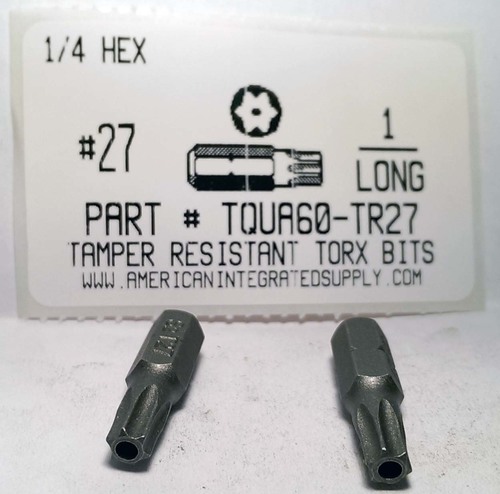 1/4 HEX
#27
1
LONG
PART # TQUA60-TR27
TAMPER RESISTANT TORX BITS
WWW.AMERICANINTEGRATEDSUPPLY.COM